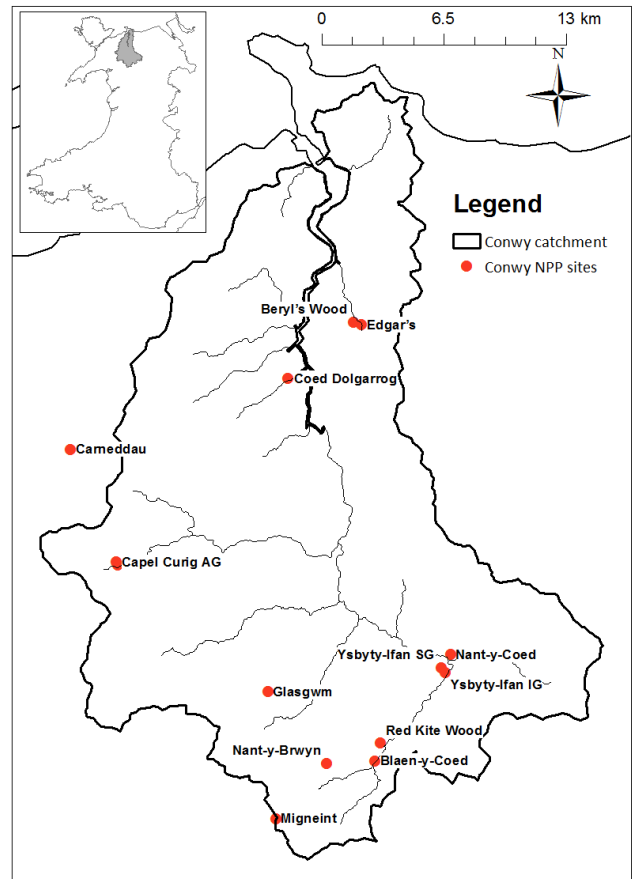 0 6.5 13 km
N
Legend
Conwy catchment
Conwy NPP sites
Beryl's Wood
Edgar's
Coed Dolgarrog
Carneddau
Capel Curig AG
Ysbyty-Ifan SG
Nant-y-Coed
Ysbyty-Ifan IG
Glasgwm
Red Kite Wood
Nant-y-Brwyn
Blaen-y-Coed
Migneint